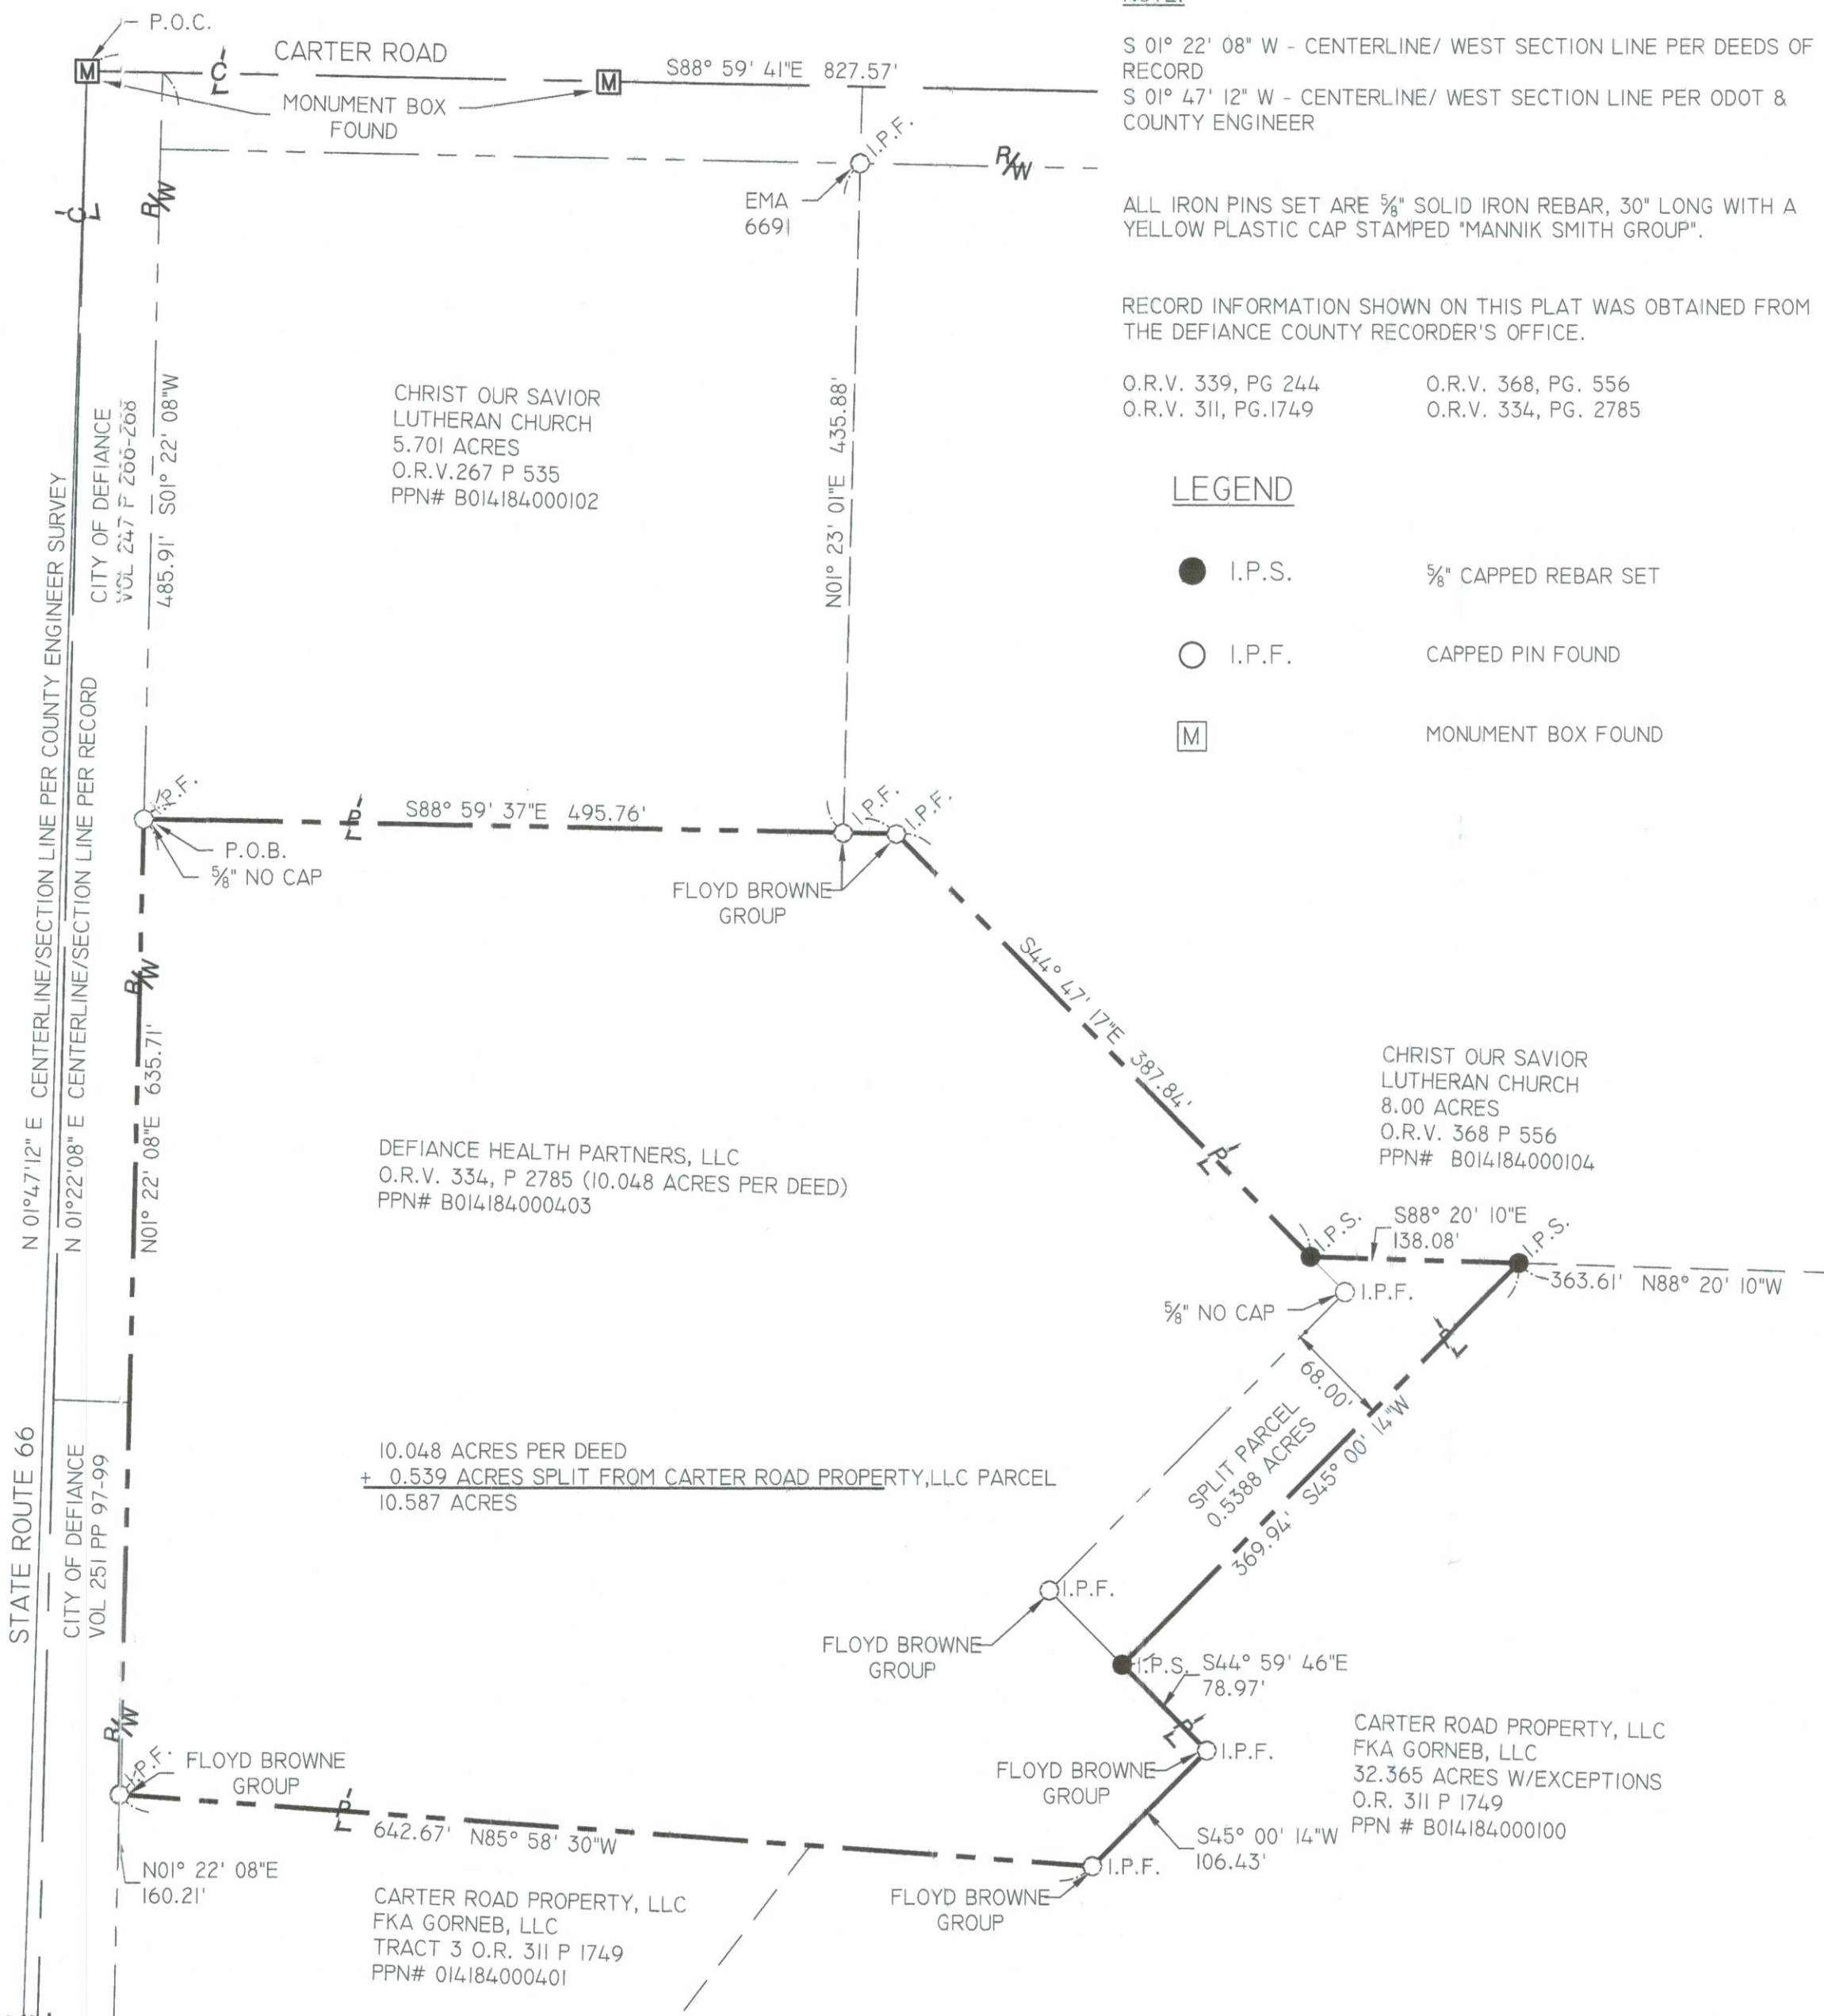 NOTE:
P.O.C.
CARTER ROAD
S88° 59' 41"E 827.57'
M
M
C
L
MONUMENT BOX
FOUND
S 01° 22' 08" W - CENTERLINE/ WEST SECTION LINE PER DEEDS OF
RECORD
S 01° 47' 12" W - CENTERLINE/ WEST SECTION LINE PER ODOT &
COUNTY ENGINEER
I.P.F.
R/W
EMA
6691
R/W
C
L
ALL IRON PINS SET ARE 5/8" SOLID IRON REBAR, 30" LONG WITH A
YELLOW PLASTIC CAP STAMPED "MANNIK SMITH GROUP".
RECORD INFORMATION SHOWN ON THIS PLAT WAS OBTAINED FROM
THE DEFIANCE COUNTY RECORDER'S OFFICE.
O.R.V. 339, PG 244
O.R.V. 368, PG. 556
O.R.V. 311, PG.1749
O.R.V. 334, PG. 2785
CHRIST OUR SAVIOR
LUTHERAN CHURCH
5.701 ACRES
O.R.V.267 P 535
PPN# B014184000102
N01° 23' 01"E 435.88'
CITY OF DEFIANCE
VOL 247 P 266-268
485.91' S01° 22' 08"W
LEGEND
I.P.S.
5/8" CAPPED REBAR SET
I.P.F.
CAPPED PIN FOUND
M
MONUMENT BOX FOUND
N 01°47'12" E CENTERLINE/SECTION LINE PER COUNTY ENGINEER SURVEY
N 01°22'08" E CENTERLINE/SECTION LINE PER RECORD
I.P.F.
P
L
S88° 59' 37"E 495.76'
I.P.F.
I.P.F.
P.O.B.
5/8" NO CAP
FLOYD BROWNE
GROUP
R/W
N01° 22' 08"E 635.71'
S44° 47' 17"E 387.84'
P
L
CHRIST OUR SAVIOR
LUTHERAN CHURCH
8.00 ACRES
O.R.V. 368 P 556
PPN# B014184000104
DEFIANCE HEALTH PARTNERS, LLC
O.R.V. 334, P 2785 (10.048 ACRES PER DEED)
PPN# B014184000403
I.P.S.
S88° 20' 10"E
138.08'
I.P.S.
363.61' N88° 20' 10"W
I.P.F.
5/8" NO CAP
P
L
68.00'
SPLIT PARCEL
0.5388 ACRES
369.94' S45° 00' 14"W
10.048 ACRES PER DEED
+ 0.539 ACRES SPLIT FROM CARTER ROAD PROPERTY,LLC PARCEL
10.587 ACRES
STATE ROUTE 66
CITY OF DEFIANCE
VOL 251 PP 97-99
I.P.F.
FLOYD BROWNE
GROUP
I.P.S.
S44° 59' 46"E
78.97'
P
L
R/W
I.P.F.
FLOYD BROWNE
GROUP
I.P.F.
FLOYD BROWNE
GROUP
CARTER ROAD PROPERTY, LLC
FKA GORNEB, LLC
32.365 ACRES W/EXCEPTIONS
O.R. 311 P 1749
PPN # B014184000100
P
L
642.67' N85° 58' 30"W
S45° 00' 14"W
106.43'
I.P.F.
FLOYD BROWNE
GROUP
N01° 22' 08"E
160.21'
CARTER ROAD PROPERTY, LLC
FKA GORNEB, LLC
TRACT 3 O.R. 311 P 1749
PPN# 014184000401